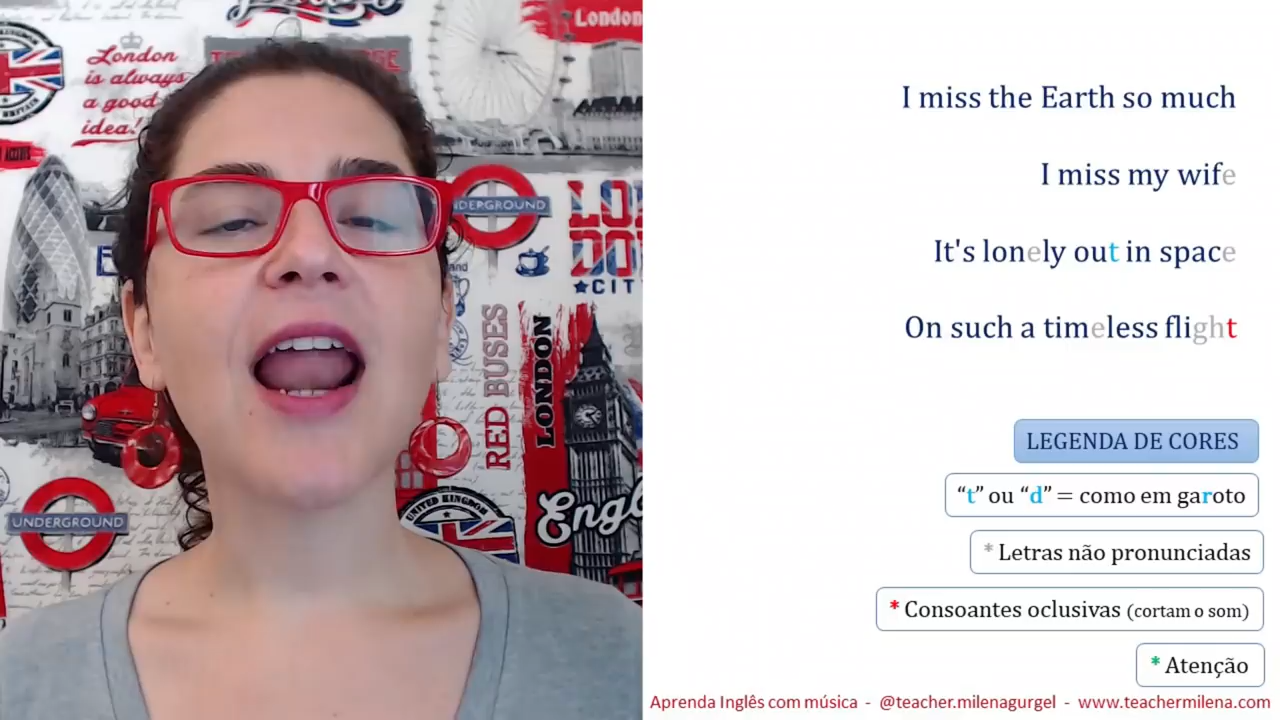 London
London
is always
a good
idea!
UNDERGROUND
LONDON
CITY
RED BUSES
LONDON
UNDERGROUND
UNITED KINGDOM
I miss the Earth so much
I miss my wife
It's lonely out in space
On such a timeless flight
LEGENDA DE CORES
“t” ou “d” = como em garoto
* Letras não pronunciadas
* Consoantes oclusivas (cortam o som)
* Atenção
Aprenda Inglês com música - @teacher.milenagurgel - www.teachermilena.com